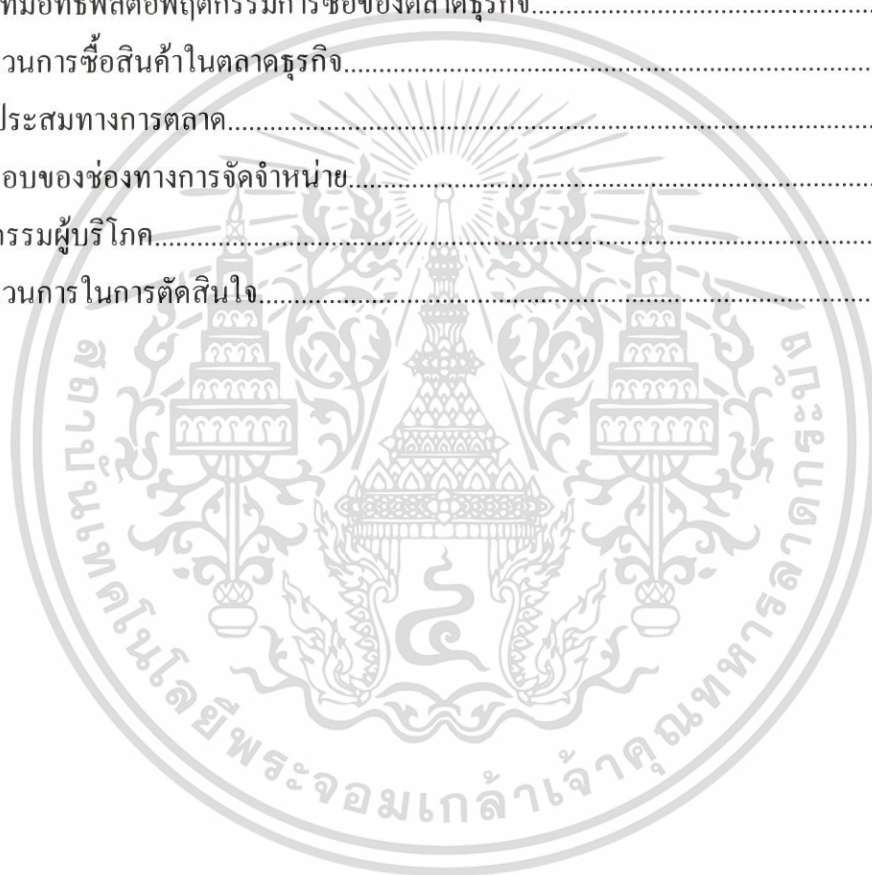 ที่มีอิทธิพลต่อพฤติกรรมการซื้อของตลาดธุรกิจ
วนการซื้อสินค้าในตลาดธุรกิจ
ประสมทางการตลาด
อบของช่องทางการจัดจำหน่าย
กรรมผู้บริโภค
วนการในการตัดสินใจ
สถาบันเทคโนโลยีพระจอมเกล้าเจ้าคุณทหารลาดกระบัง
๔